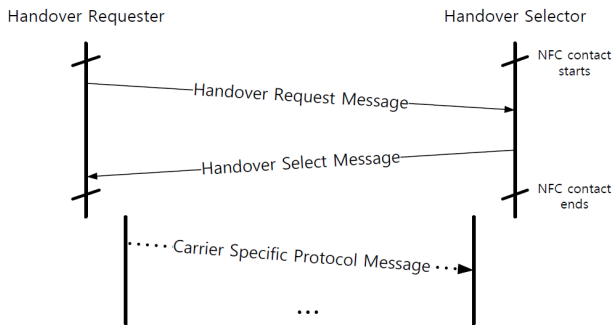 Handover Requester
Handover Selector
NFC contact
starts
Handover Request Message
Handover Select Message
NFC contact
ends
Carrier Specific Protocol Message
...